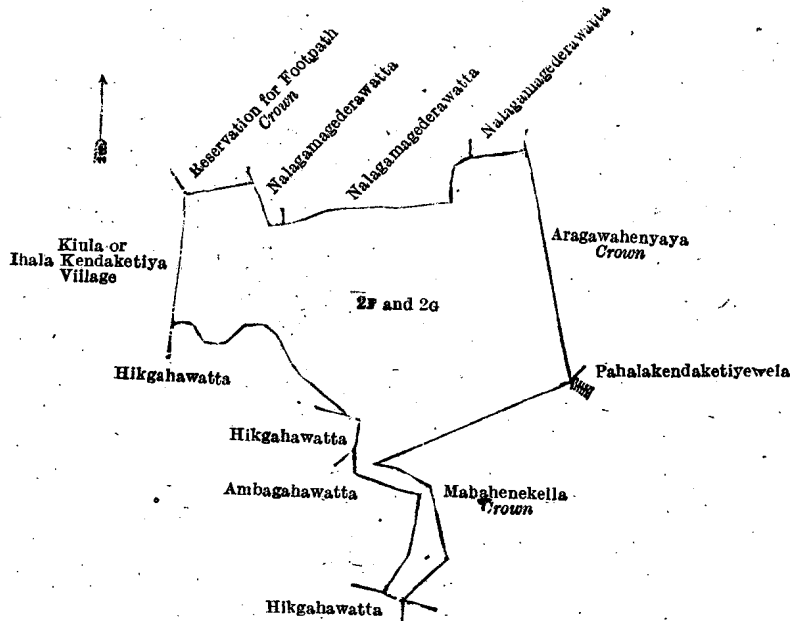 Reservation for Footpath
Crown
Nalagamagederawatta
Nalagamagederawatta
Nalagamagederawatta
Kiula or
Ihala Kendaketiya
Village
Aragawahenyaya
Crown
2F and 2G
Hikgahawatta
Pahalakendaketiyewela
Hikgahawatta
Ambagahawatta
Mahahenekella
Crown
Hikgahawatta